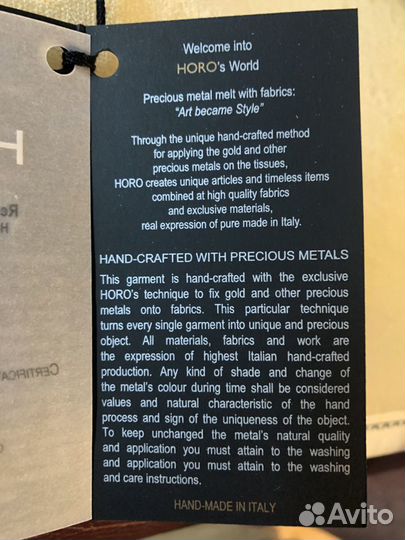 Welcome into
HORO's World
Precious metal melt with fabrics:
"Art became Style"
Through the unique hand-crafted method
for applying the gold and other
precious metals on the tissues,
HORO creates unique articles and timeless items
combined at high quality fabrics
and exclusive materials,
real expression of pure made in Italy.
HAND-CRAFTED WITH PRECIOUS METALS
This garment is hand-crafted with the exclusive
HORO's technique to fix gold and other precious
metals onto fabrics. This particular technique
turns every single garment into unique and precious
object. All materials, fabrics and work are
the expression of highest Italian hand-crafted
production. Any kind of shade and change of
the metal's colour during time shall be considered
values and natural characteristic of the hand
process and sign of the uniqueness of the object.
To keep unchanged the metal's natural quality
and application you must attain to the washing
and application you must attain to the washing
and care instructions.
HAND-MADE IN ITALY
Avito